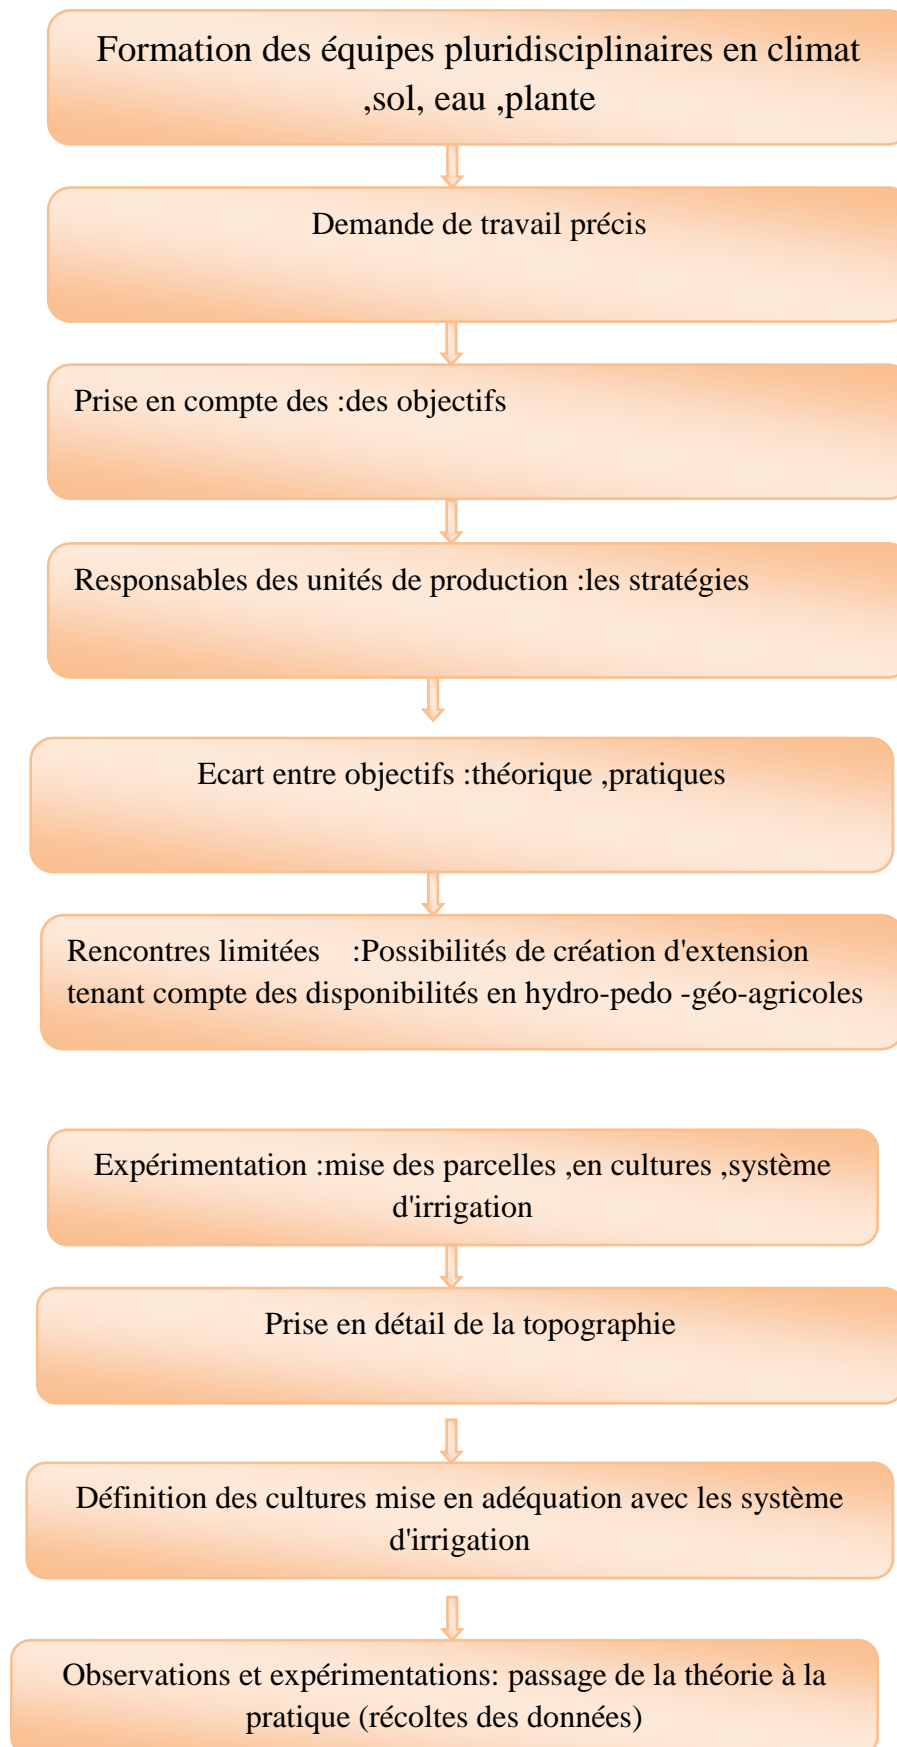 Formation des équipes pluridisciplinaires en climat
,sol, eau ,plante
Demande de travail précis
Prise en compte des :des objectifs
Responsables des unités de production :les stratégies
Ecart entre objectifs :théorique ,pratiques
Rencontres limitées    :Possibilités de création d'extension
tenant compte des disponibilités en hydro-pedo -géo-agricoles
Expérimentation :mise des parcelles ,en cultures ,système
d'irrigation
Prise en détail de la topographie
Définition des cultures mise en adéquation avec les système
d'irrigation
Observations et expérimentations: passage de la théorie à la
pratique (récoltes des données)